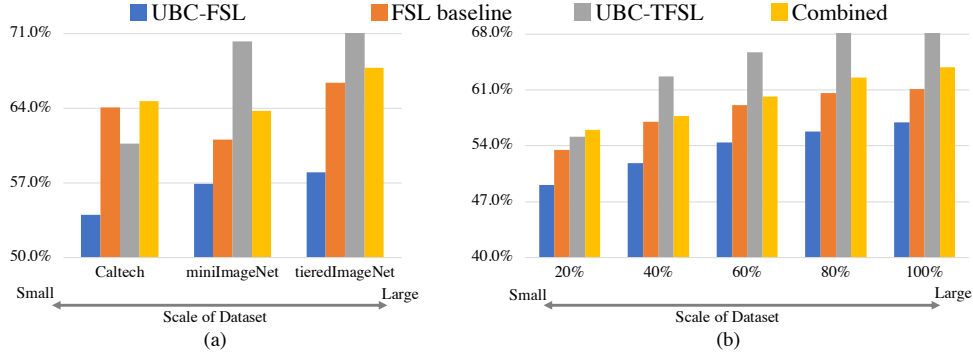 UBC-FSL FSL baseline UBC-TFSL Combined
71.0%
64.0%
57.0%
50.0%
Caltech miniImageNet tieredImageNet
Small Large
Scale of Dataset
(a)
68.0%
61.0%
54.0%
47.0%
40.0%
20% 40% 60% 80% 100%
Small Large
Scale of Dataset
(b)